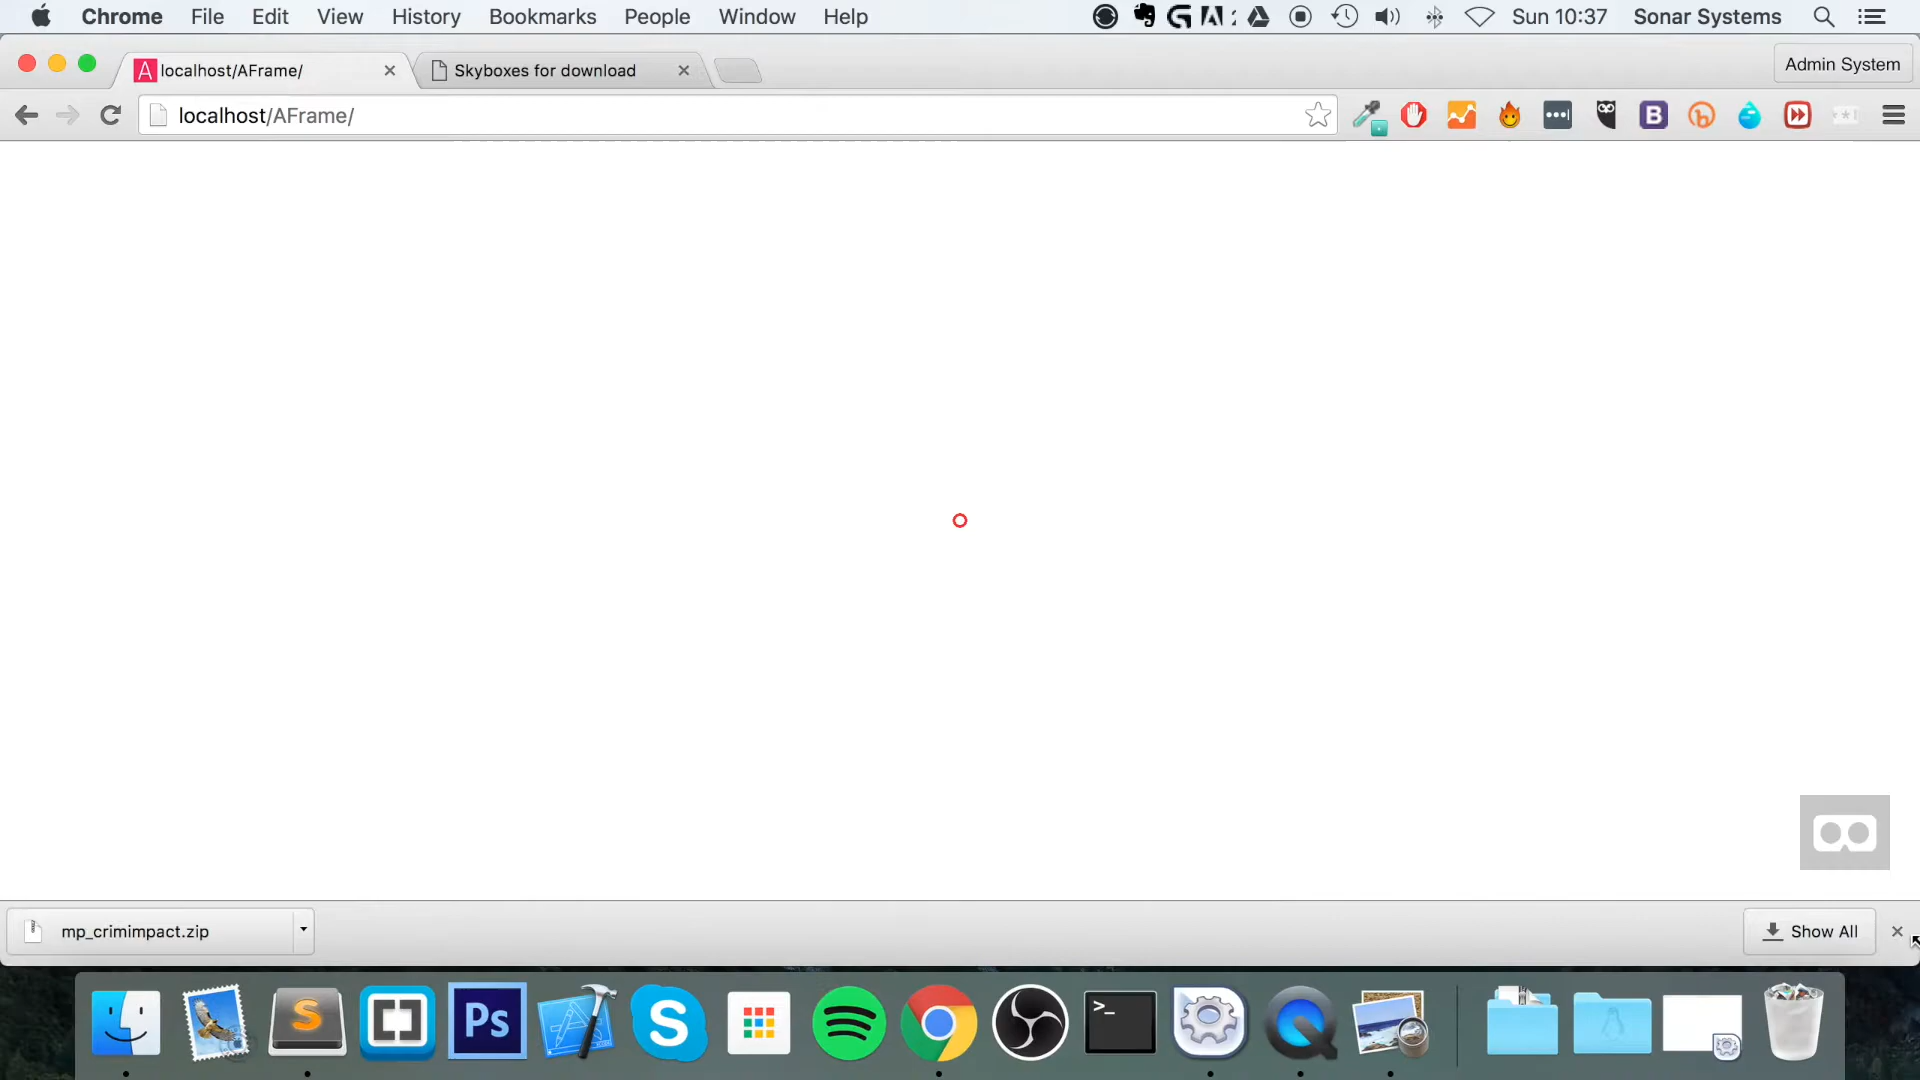 Chrome File Edit View History Bookmarks People Window Help Sun 10:37 Sonar Systems
localhost/AFrame/ Skyboxes for download Admin System
localhost/AFrame/
mp_crimimpact.zip Show All